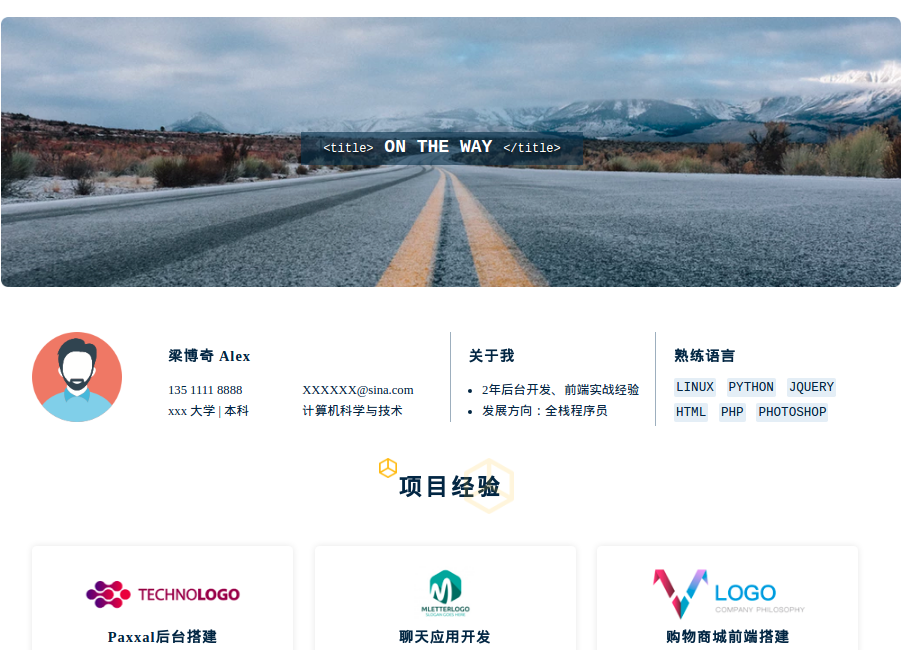 <title> ON THE WAY </title>
梁博奇 Alex
135 1111 8888
XXXXXX@sina.com
xxx 大学 | 本科
计算机科学与技术
关于我
2年后台开发、前端实战经验
发展方向：全栈程序员
熟练语言
LINUX PYTHON JQUERY
HTML PHP PHOTOSHOP
项目经验
TECHNOLOGO
Paxxal后台搭建
MLETTERLOGO
SLOGAN GOES HERE
聊天应用开发
LOGO
COMPANY PHILOSOPHY
购物商城前端搭建